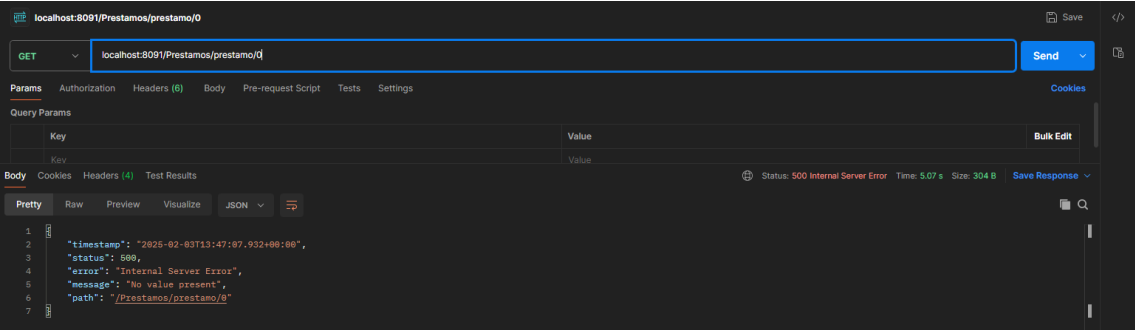 HTTP localhost:8091/Prestamos/prestamo/0 Save
GET localhost:8091/Prestamos/prestamo/0 Send
Params Authorization Headers (6) Body Pre-request Script Tests Settings Cookies
Query Params
Key Value Bulk Edit
Key Value
Body Cookies Headers (4) Test Results Status: 500 Internal Server Error Time: 5.07 s Size: 304 B Save Response
Pretty Raw Preview Visualize JSON
1 {
2 "timestamp": "2025-02-03T13:47:07.932+00:00",
3 "status": 500,
4 "error": "Internal Server Error",
5 "message": "No value present",
6 "path": "/Prestamos/prestamo/0"
7 }